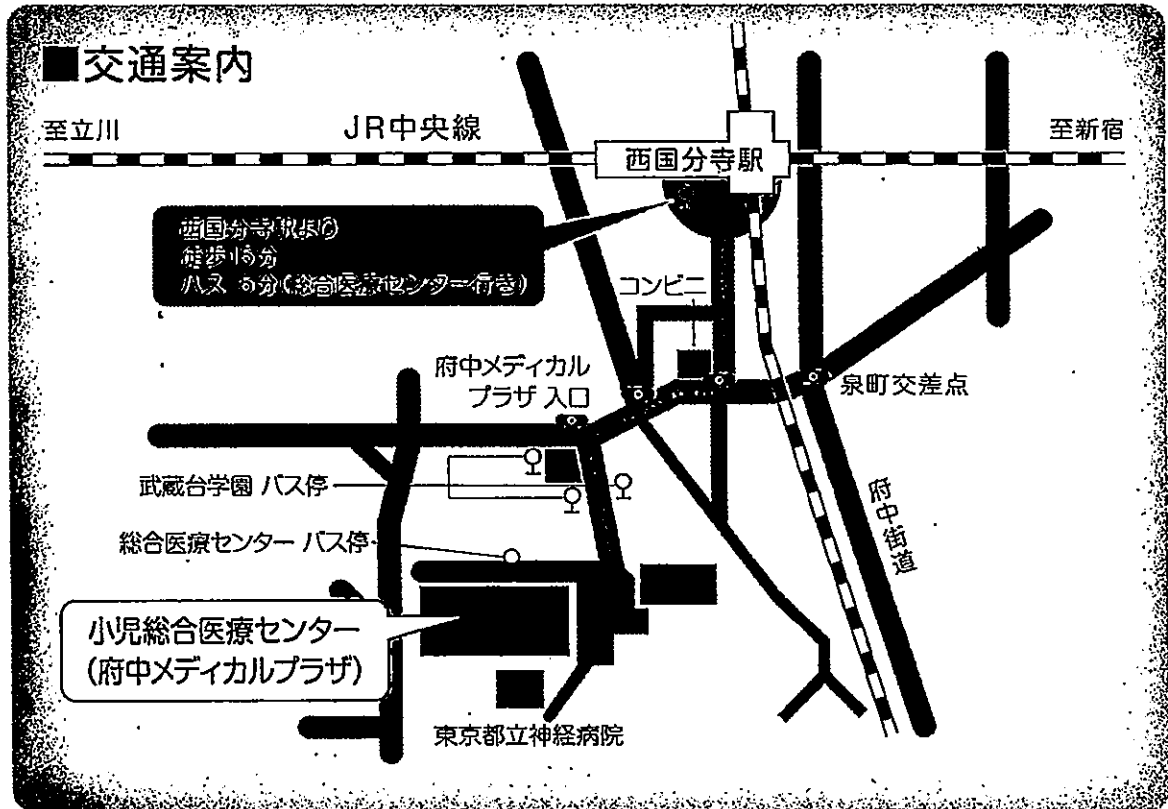 ■交通案内
至立川
JR中央線
至新宿
西国分寺駅
西国分寺駅より
徒歩15分
バス 5分(総合医療センター行き)
コンビニ
府中メディカル
プラザ 入口
泉町交差点
武蔵台学園 バス停
府中街道
総合医療センター バス停
小児総合医療センター
(府中メディカルプラザ)
東京都立神経病院